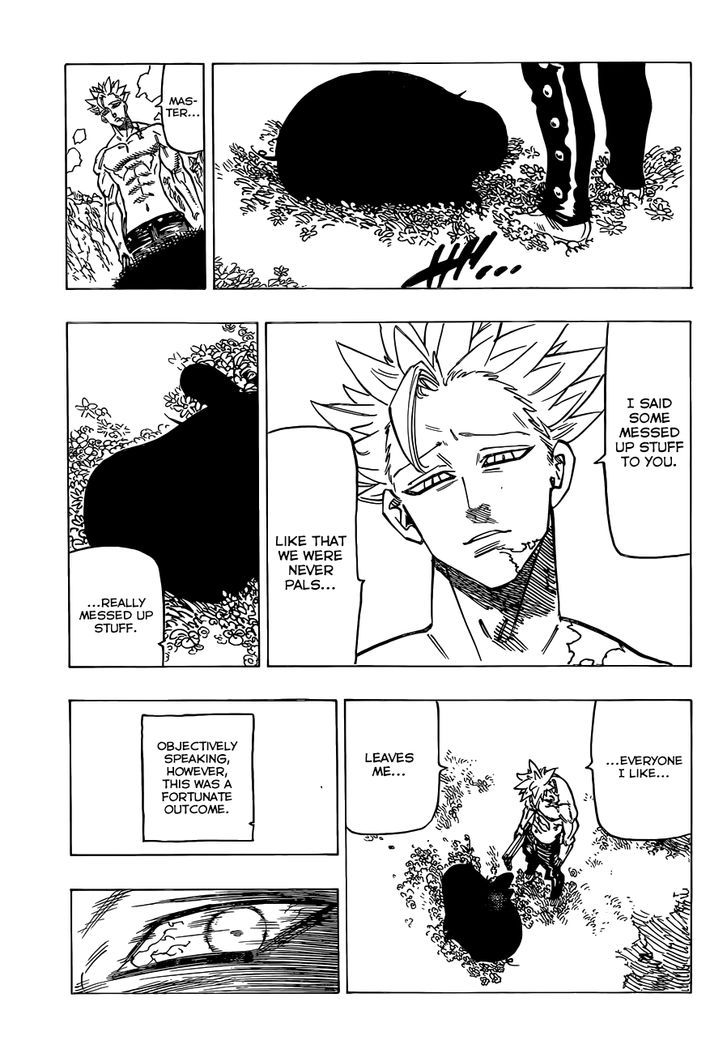 MAS-
TER...
I SAID
SOME
MESSED
UP STUFF
TO YOU.
LIKE THAT
WE WERE
NEVER
PALS...
...REALLY
MESSED UP
STUFF.
...EVERYONE
I LIKE...
LEAVES
ME...
OBJECTIVELY
SPEAKING,
HOWEVER,
THIS WAS A
FORTUNATE
OUTCOME.